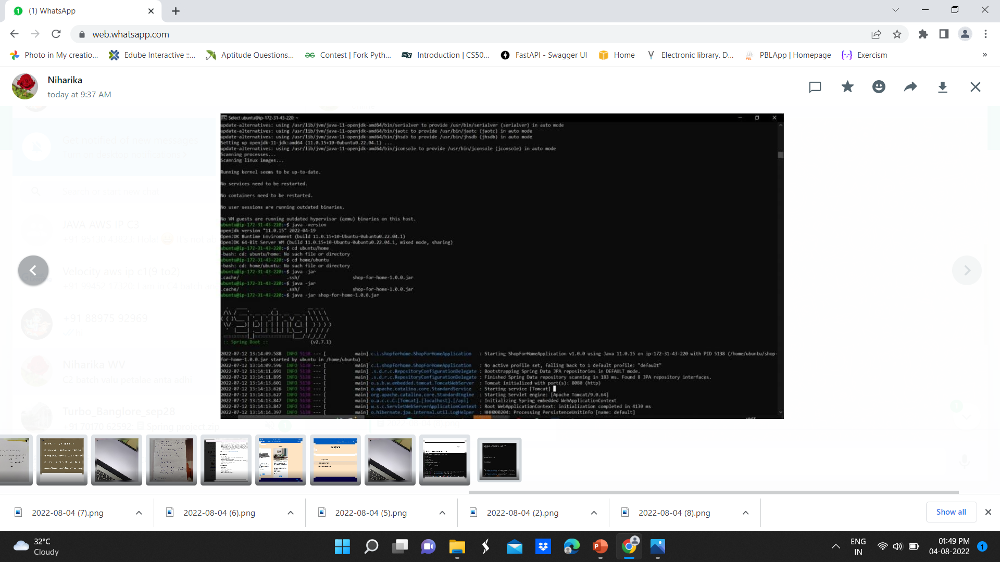 (1) WhatsApp
web.whatsapp.com
Photo in My creatio...
Edube Interactive ::...
Aptitude Questions...
Contest | Fork Pyth...
Introduction | CS50...
FastAPI - Swagger UI
Home
Electronic library. D...
PBLApp | Homepage
Exercism
»
Niharika
today at 9:37 AM
Get notified of new messages
Turn on desktop notifications >
Search or start new chat
JAVA AWS IP C3
Velocity aws ip c1(9 to2)
+91 88975 92969
hi
Niharika WV
C2 batch valu petalae anta adhi
Turbo_Banglore_sep28
+91 70170 62592: Spring project.zip
Select ubuntu@ip-172-31-43-220: ~
update-alternatives: using /usr/lib/jvm/java-11-openjdk-amd64/bin/serialver to provide /usr/bin/serialver (serialver) in auto mode
update-alternatives: using /usr/lib/jvm/java-11-openjdk-amd64/bin/jaotc to provide /usr/bin/jaotc (jaotc) in auto mode
update-alternatives: using /usr/lib/jvm/java-11-openjdk-amd64/bin/jhsdb to provide /usr/bin/jhsdb (jhsdb) in auto mode
Setting up openjdk-11-jdk:amd64 (11.0.15+10-0ubuntu0.22.04.1) ...
update-alternatives: using /usr/lib/jvm/java-11-openjdk-amd64/bin/jconsole to provide /usr/bin/jconsole (jconsole) in auto mode
Scanning processes...
Scanning linux images...
Running kernel seems to be up-to-date.
No services need to be restarted.
No containers need to be restarted.
No user sessions are running outdated binaries.
No VM guests are running outdated hypervisor (qemu) binaries on this host.
ubuntu@ip-172-31-43-220:~$ java -version
openjdk version "11.0.15" 2022-04-19
OpenJDK Runtime Environment (build 11.0.15+10-Ubuntu-0ubuntu0.22.04.1)
OpenJDK 64-Bit Server VM (build 11.0.15+10-Ubuntu-0ubuntu0.22.04.1, mixed mode, sharing)
ubuntu@ip-172-31-43-220:~$ cd ubuntu/home
-bash: cd: ubuntu/home: No such file or directory
ubuntu@ip-172-31-43-220:~$ cd home/ubuntu
-bash: cd: home/ubuntu: No such file or directory
ubuntu@ip-172-31-43-220:~$ java -jar
.cache/ .ssh/ shop-for-home-1.0.0.jar
ubuntu@ip-172-31-43-220:~$ java -jar
.cache/ .ssh/ shop-for-home-1.0.0.jar
ubuntu@ip-172-31-43-220:~$ java -jar shop-for-home-1.0.0.jar
Spring
:: Spring Boot :: (v2.7.1)
2022-07-12 13:14:09.588 INFO 5138 --- [ main] c.i.shopforhome.ShopForHomeApplication : Starting ShopForHomeApplication v1.0.0 using Java 11.0.15 on ip-172-31-43-220 with PID 5138 (/home/ubuntu/shop-
for-home-1.0.0.jar started by ubuntu in /home/ubuntu)
2022-07-12 13:14:09.596 INFO 5138 --- [ main] c.i.shopforhome.ShopForHomeApplication : No active profile set, falling back to 1 default profile: "default"
2022-07-12 13:14:11.691 INFO 5138 --- [ main] .s.d.r.c.RepositoryConfigurationDelegate : Bootstrapping Spring Data JPA repositories in DEFAULT mode.
2022-07-12 13:14:11.895 INFO 5138 --- [ main] .s.d.r.c.RepositoryConfigurationDelegate : Finished Spring Data repository scanning in 183 ms. Found 8 JPA repository interfaces.
2022-07-12 13:14:13.601 INFO 5138 --- [ main] o.s.b.w.embedded.tomcat.TomcatWebServer : Tomcat initialized with port(s): 8080 (http)
2022-07-12 13:14:13.626 INFO 5138 --- [ main] o.apache.catalina.core.StandardService : Starting service [Tomcat]
2022-07-12 13:14:13.627 INFO 5138 --- [ main] org.apache.catalina.core.StandardEngine : Starting Servlet engine: [Apache Tomcat/9.0.64]
2022-07-12 13:14:13.847 INFO 5138 --- [ main] o.a.c.c.C.[Tomcat].[localhost].[/api] : Initializing Spring embedded WebApplicationContext
2022-07-12 13:14:13.847 INFO 5138 --- [ main] w.s.c.ServletWebServerApplicationContext : Root WebApplicationContext: initialization completed in 4130 ms
2022-07-12 13:14:14.397 INFO 5138 --- [ main] o.hibernate.jpa.internal.util.LogHelper : HHH000204: Processing PersistenceUnitInfo [name: default]
Coupons
2022-08-04 (7).png
2022-08-04 (6).png
2022-08-04 (5).png
2022-08-04 (2).png
2022-08-04 (8).png
Show all
32°C
Cloudy
ENG
IN
01:49 PM
04-08-2022
1